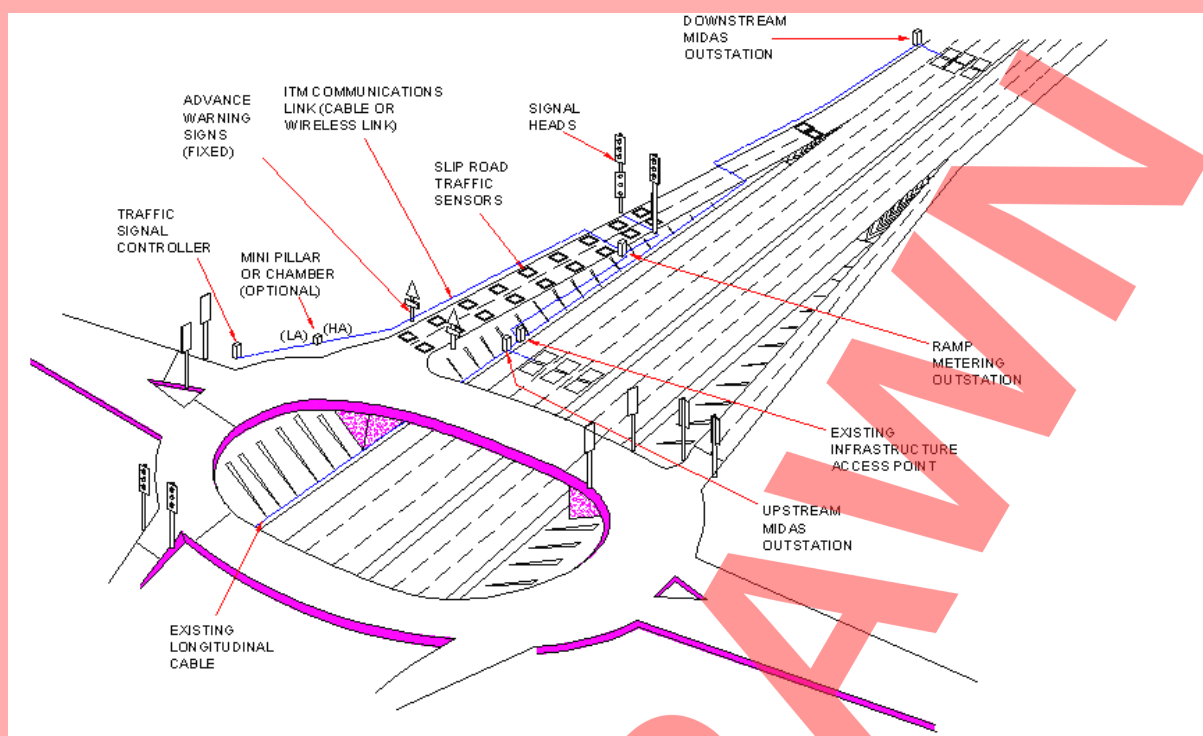 DOWNSTREAM
MIDAS
OUTSTATION
ITM COMMUNICATIONS
LINK (CABLE OR
WIRELESS LINK)
ADVANCE
WARNING
SIGNS
(FIXED)
SIGNAL
HEADS
SLIP ROAD
TRAFFIC
SENSORS
TRAFFIC
SIGNAL
CONTROLLER
MINI PILLAR
OR CHAMBER
(OPTIONAL)
(LA)
(HA)
RAMP
METERING
OUTSTATION
EXISTING
INFRASTRUCTURE
ACCESS POINT
UPSTREAM
MIDAS
OUTSTATION
EXISTING
LONGITUDINAL
CABLE